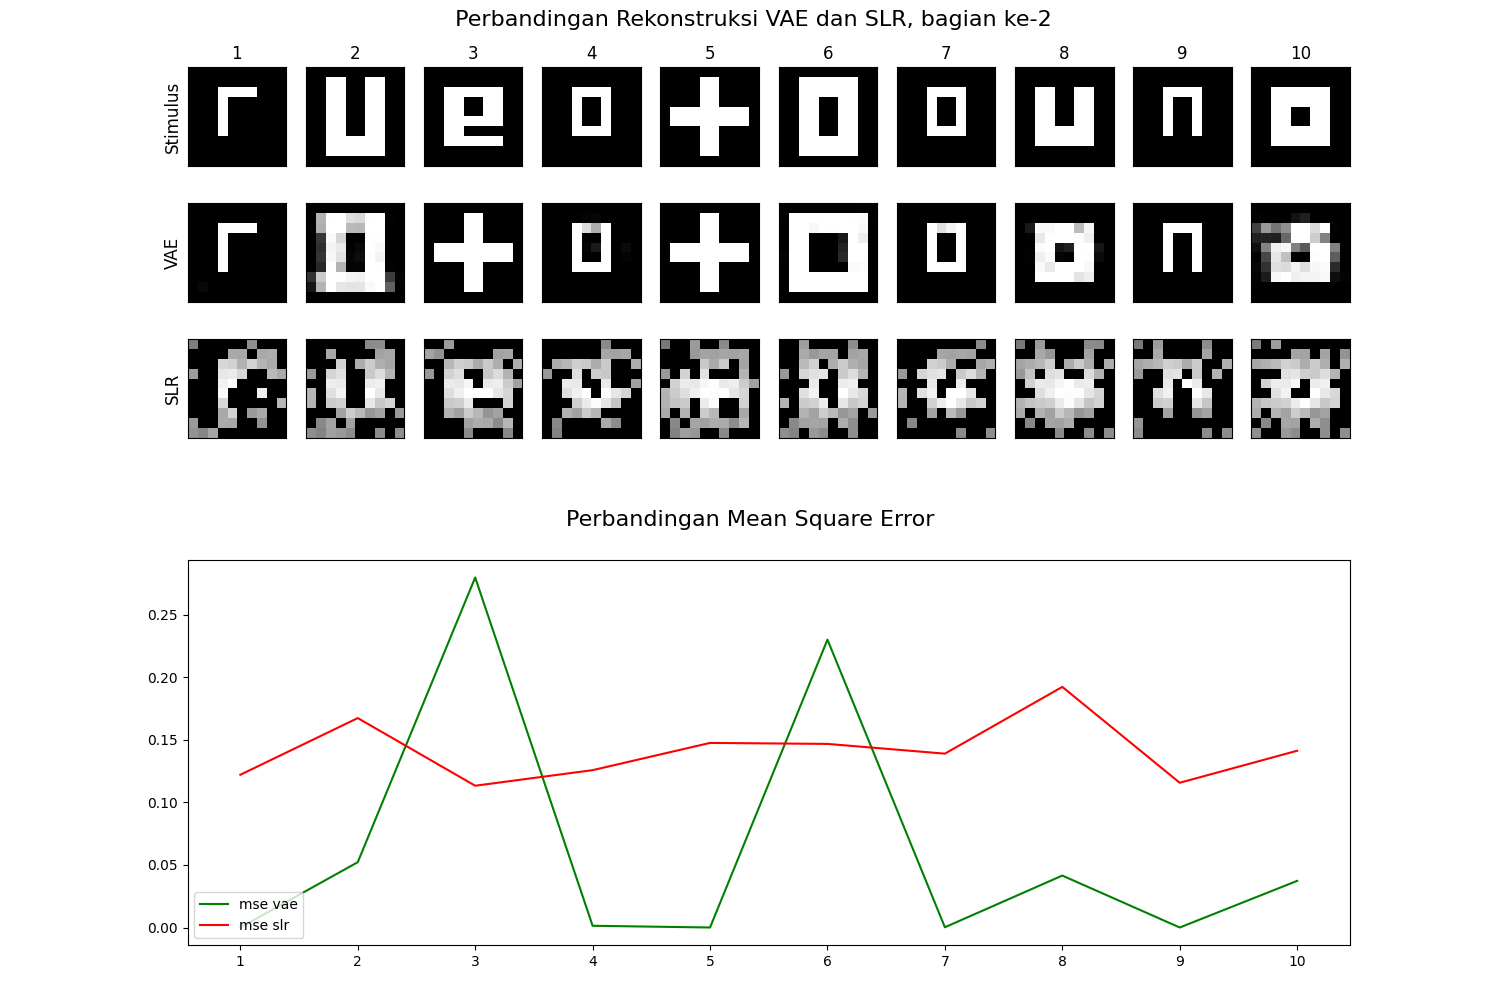 Perbandingan Rekonstruksi VAE dan SLR, bagian ke-2
1 2 3 4 5 6 7 8 9 10
Stimulus
VAE
SLR
Perbandingan Mean Square Error
0.25
0.20
0.15
0.10
0.05
0.00
mse vae
mse slr
1 2 3 4 5 6 7 8 9 10